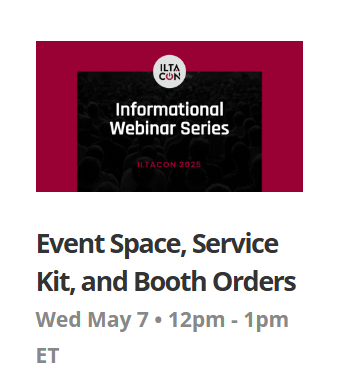 ILTA
CON
Informational
Webinar Series
ILTACON 2025
Event Space, Service
Kit, and Booth Orders
Wed May 7 • 12pm - 1pm
ET